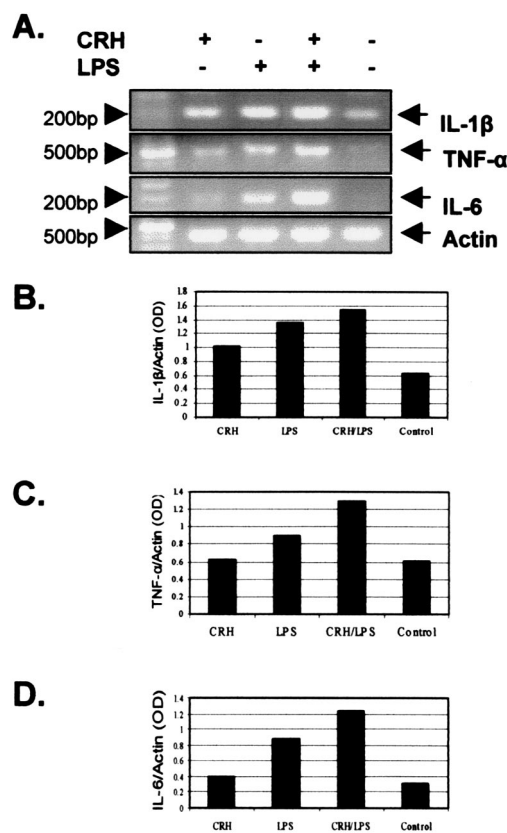 A.
CRH + - + -
LPS - + + -
200bp IL-1β
500bp TNF-α
200bp IL-6
500bp Actin
B.
IL-1β/Actin (OD)
1.8
1.6
1.4
1.2
1
0.8
0.6
0.4
0.2
0
CRH LPS CRH/LPS Control
C.
TNF-α/Actin (OD)
1.4
1.2
1
0.8
0.6
0.4
0.2
0
CRH LPS CRH/LPS Control
D.
IL-6/Actin (OD)
1.4
1.2
1
0.8
0.6
0.4
0.2
0
CRH LPS CRH/LPS Control